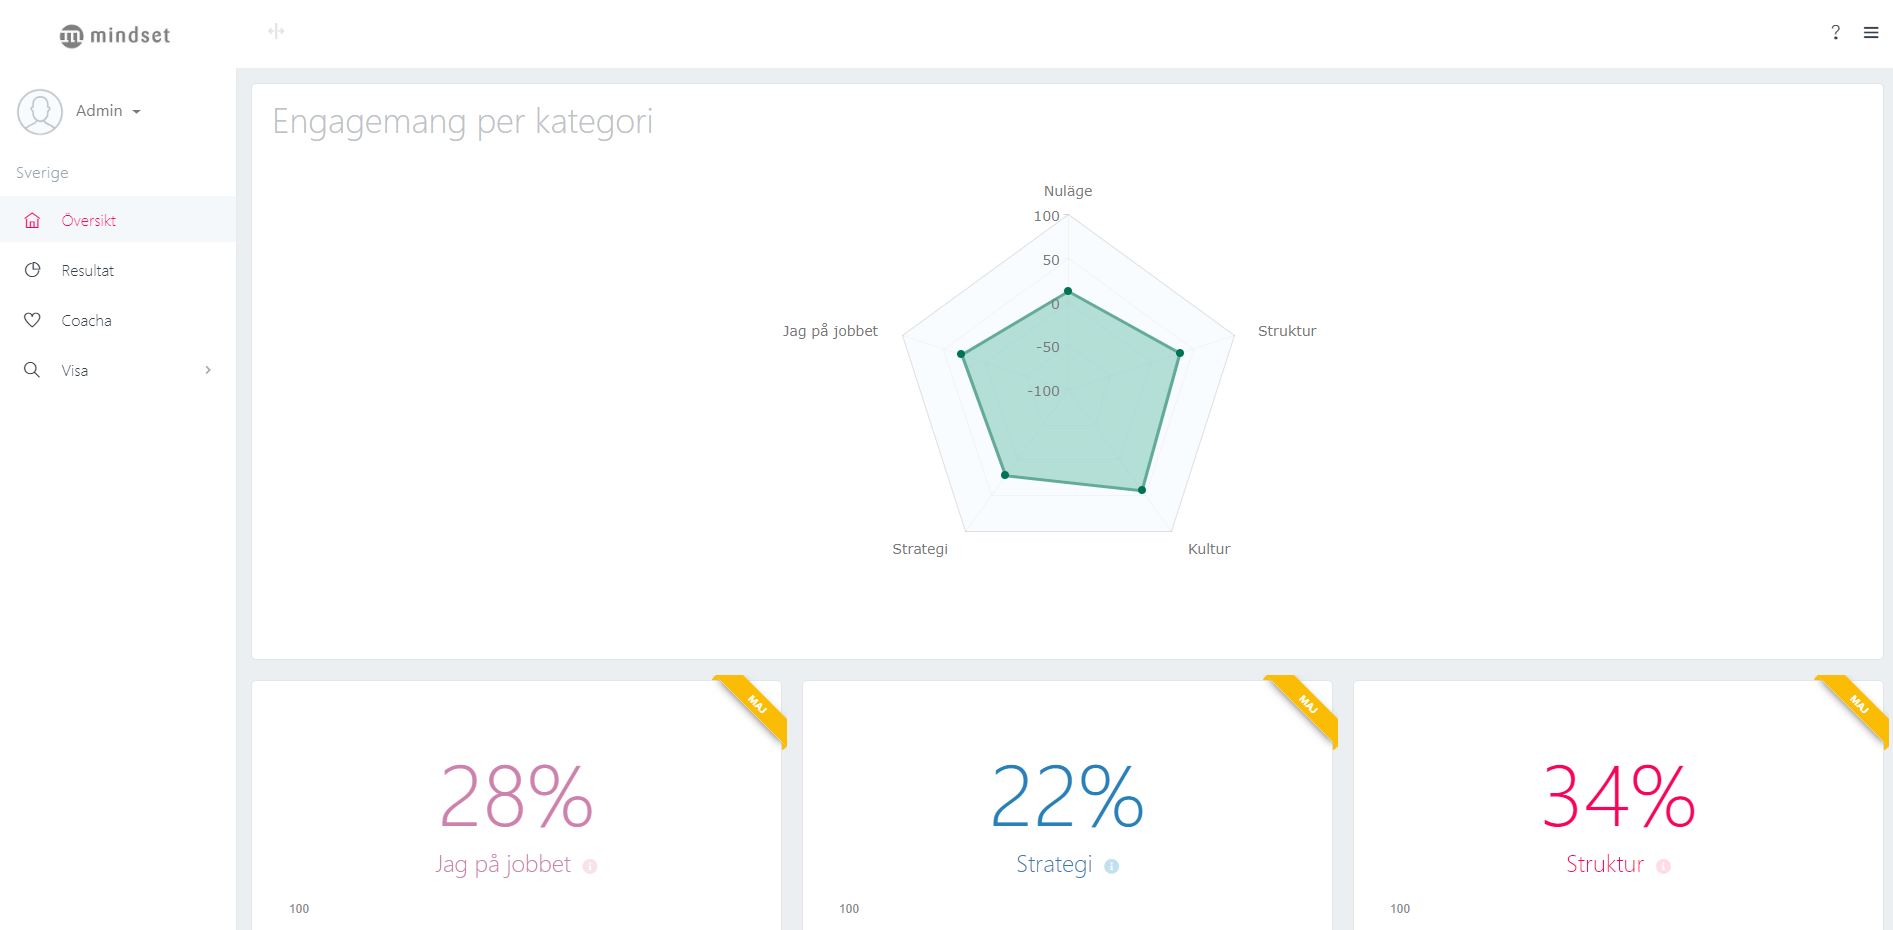 mindset
?
Admin
Sverige
Översikt
Resultat
Coacha
Visa
Engagemang per kategori
Nuläge
100
50
0
-50
-100
Jag på jobbet
Struktur
Strategi
Kultur
MAJ
28%
Jag på jobbet
100
MAJ
22%
Strategi
100
MAJ
34%
Struktur
100